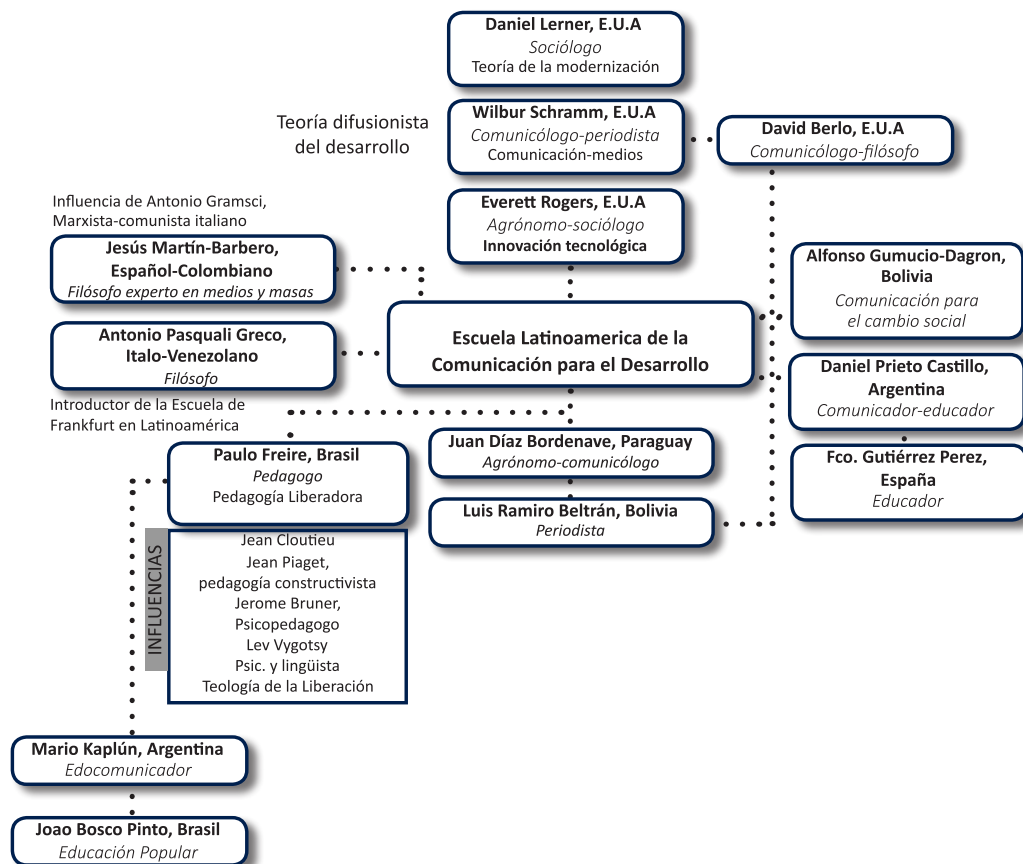 Daniel Lerner, E.U.A
Sociólogo
Teoría de la modernización
Teoría difusionista
del desarrollo
Wilbur Schramm, E.U.A
Comunicólogo-periodista
Comunicación-medios
David Berlo, E.U.A
Comunicólogo-filósofo
Everett Rogers, E.U.A
Agrónomo-sociólogo
Innovación tecnológica
Influencia de Antonio Gramsci,
Marxista-comunista italiano
Jesús Martín-Barbero,
Español-Colombiano
Filósofo experto en medios y masas
Antonio Pasquali Greco,
Italo-Venezolano
Filósofo
Introductor de la Escuela de
Frankfurt en Latinoamérica
Escuela Latinoamerica de la
Comunicación para el Desarrollo
Alfonso Gumucio-Dagron,
Bolivia
Comunicación para
el cambio social
Daniel Prieto Castillo,
Argentina
Comunicador-educador
Fco. Gutiérrez Perez,
España
Educador
Juan Díaz Bordenave, Paraguay
Agrónomo-comunicólogo
Luis Ramiro Beltrán, Bolivia
Periodista
Paulo Freire, Brasil
Pedagogo
Pedagogía Liberadora
INFLUENCIAS
Jean Cloutieu
Jean Piaget,
pedagogía constructivista
Jerome Bruner,
Psicopedagogo
Lev Vygotsy
Psic. y lingüista
Teología de la Liberación
Mario Kaplún, Argentina
Edocomunicador
Joao Bosco Pinto, Brasil
Educación Popular